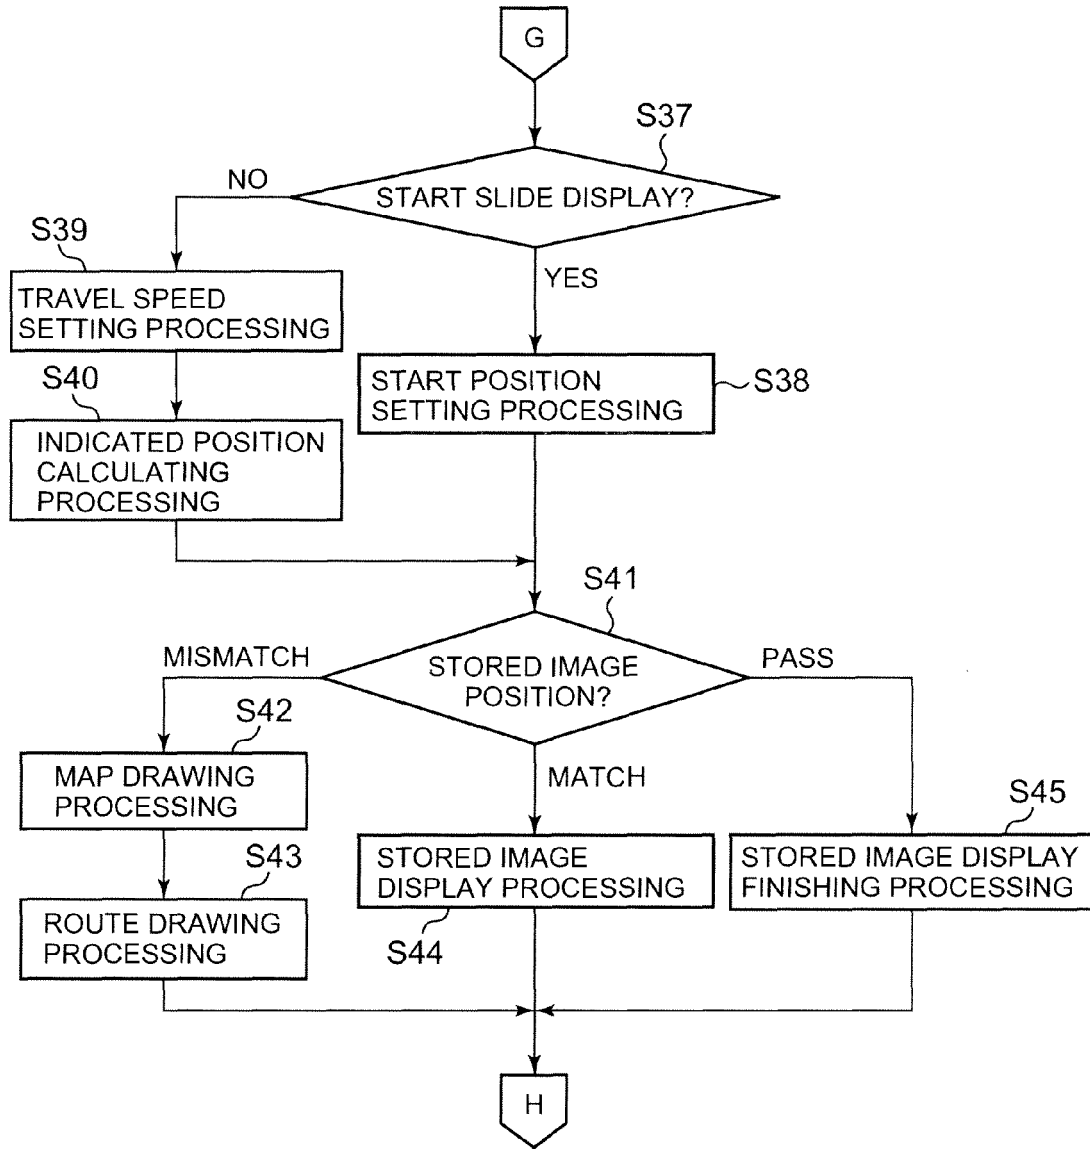 G
S37
START SLIDE DISPLAY?
NO
YES
S39
TRAVEL SPEED
SETTING PROCESSING
S38
START POSITION
SETTING PROCESSING
S40
INDICATED POSITION
CALCULATING
PROCESSING
S41
STORED IMAGE
POSITION?
MISMATCH
PASS
MATCH
S42
MAP DRAWING
PROCESSING
S43
ROUTE DRAWING
PROCESSING
STORED IMAGE
DISPLAY PROCESSING
S44
S45
STORED IMAGE DISPLAY
FINISHING PROCESSING
H